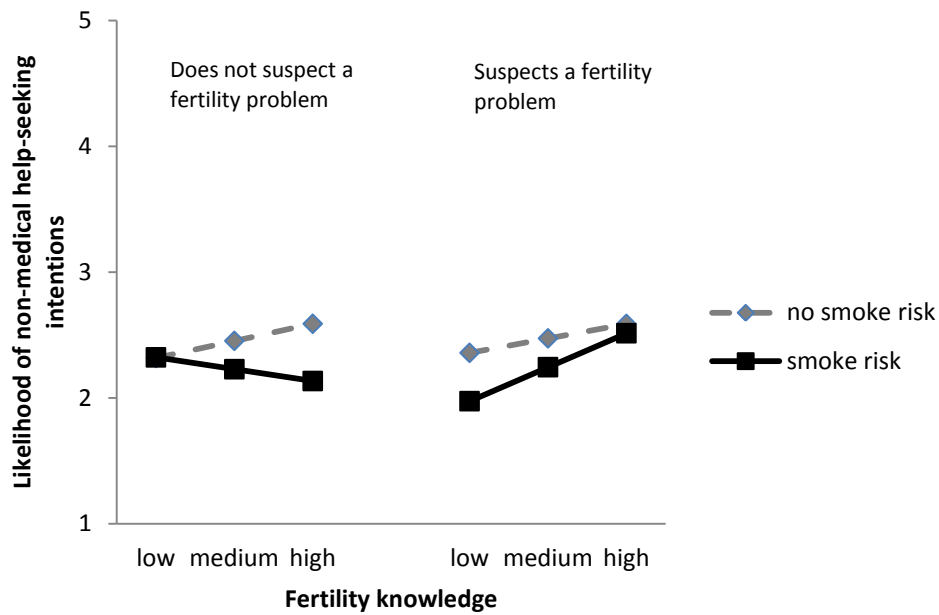 5
4
3
2
1
Likelihood of non-medical help-seeking
intentions
Does not suspect a
fertility problem
Suspects a fertility
problem
no smoke risk
smoke risk
low medium high
low medium high
Fertility knowledge